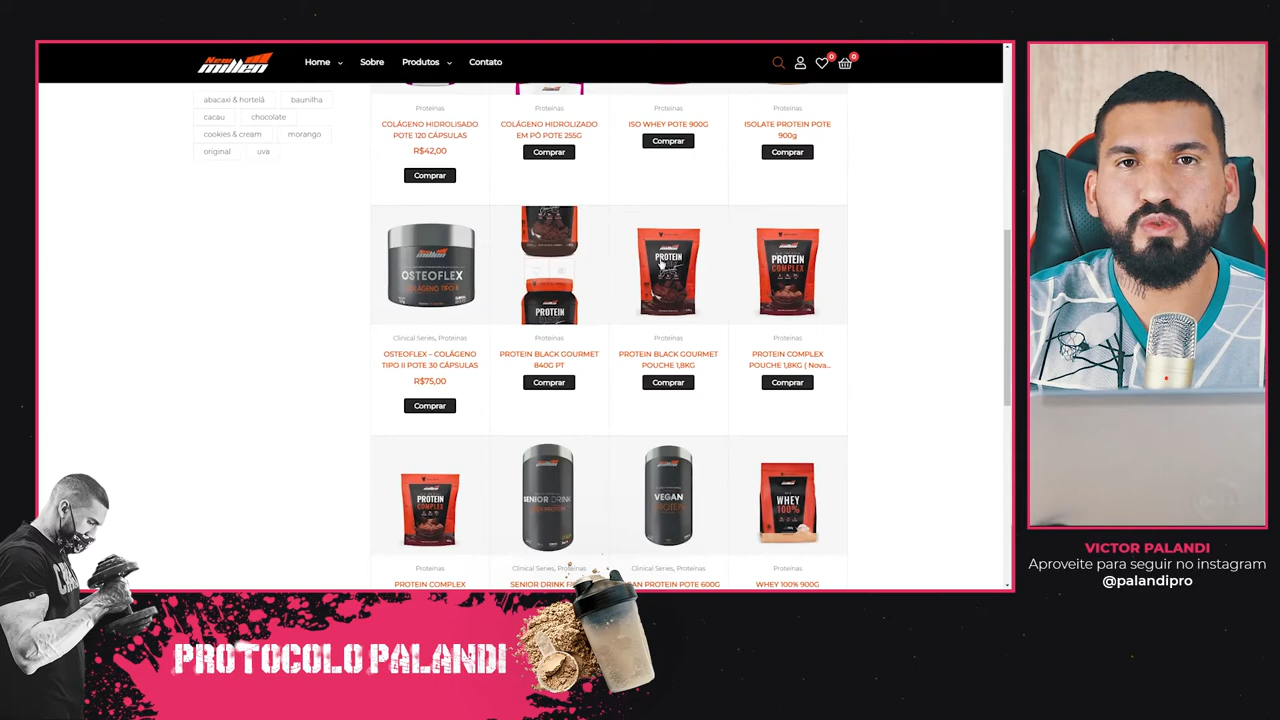 New
millen
Home
Sobre
Produtos
Contato
0
0
abacaxi & hortelã
baunilha
cacau
chocolate
cookies & cream
morango
original
uva
Proteínas
COLÁGENO HIDROLISADO
POTE 120 CÁPSULAS
R$42,00
Comprar
Proteínas
COLÁGENO HIDROLIZADO
EM PÓ POTE 255G
Comprar
Proteínas
ISO WHEY POTE 900G
Comprar
Proteínas
ISOLATE PROTEIN POTE
900g
Comprar
OSTEOFLEX
COLÁGENO TIPO II
Clinical Series, Proteínas
OSTEOFLEX – COLÁGENO
TIPO II POTE 30 CÁPSULAS
R$75,00
Comprar
PROTEIN
Proteínas
PROTEIN BLACK GOURMET
840G PT
Comprar
PROTEIN
Proteínas
PROTEIN BLACK GOURMET
POUCHE 1,8KG
Comprar
PROTEIN
COMPLEX
Proteínas
PROTEIN COMPLEX
POUCHE 1,8KG ( Nova...
Comprar
PROTEIN
COMPLEX
Proteínas
PROTEIN COMPLEX
SENIOR DRINK
Clinical Series, Proteínas
SENIOR DRINK
VEGAN
PROTEIN
Clinical Series, Proteínas
AN PROTEIN POTE 600G
WHEY
100%
Proteínas
WHEY 100% 900G
VICTOR PALANDI
Aproveite para seguir no instagram
@palandipro
PROTOCOLO PALANDI